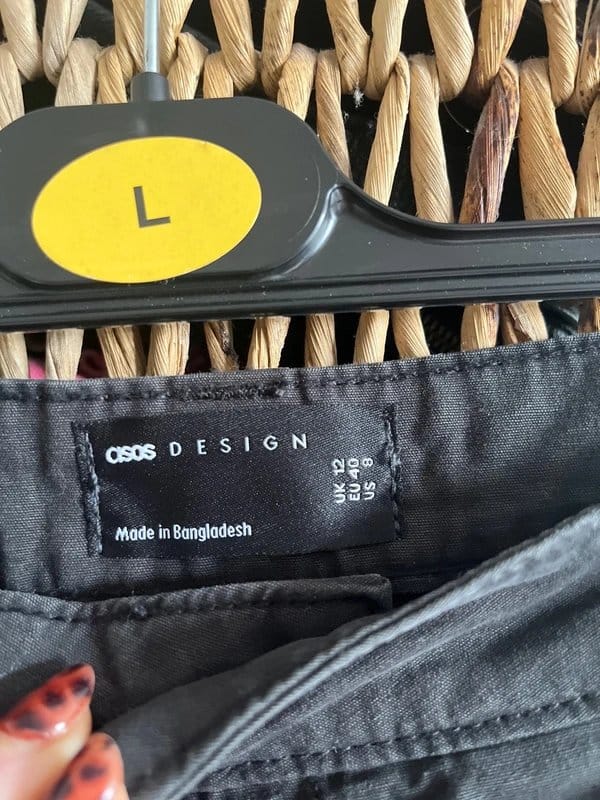 L
asos DESIGN
UK 12
EU 40
US 8
Made in Bangladesh